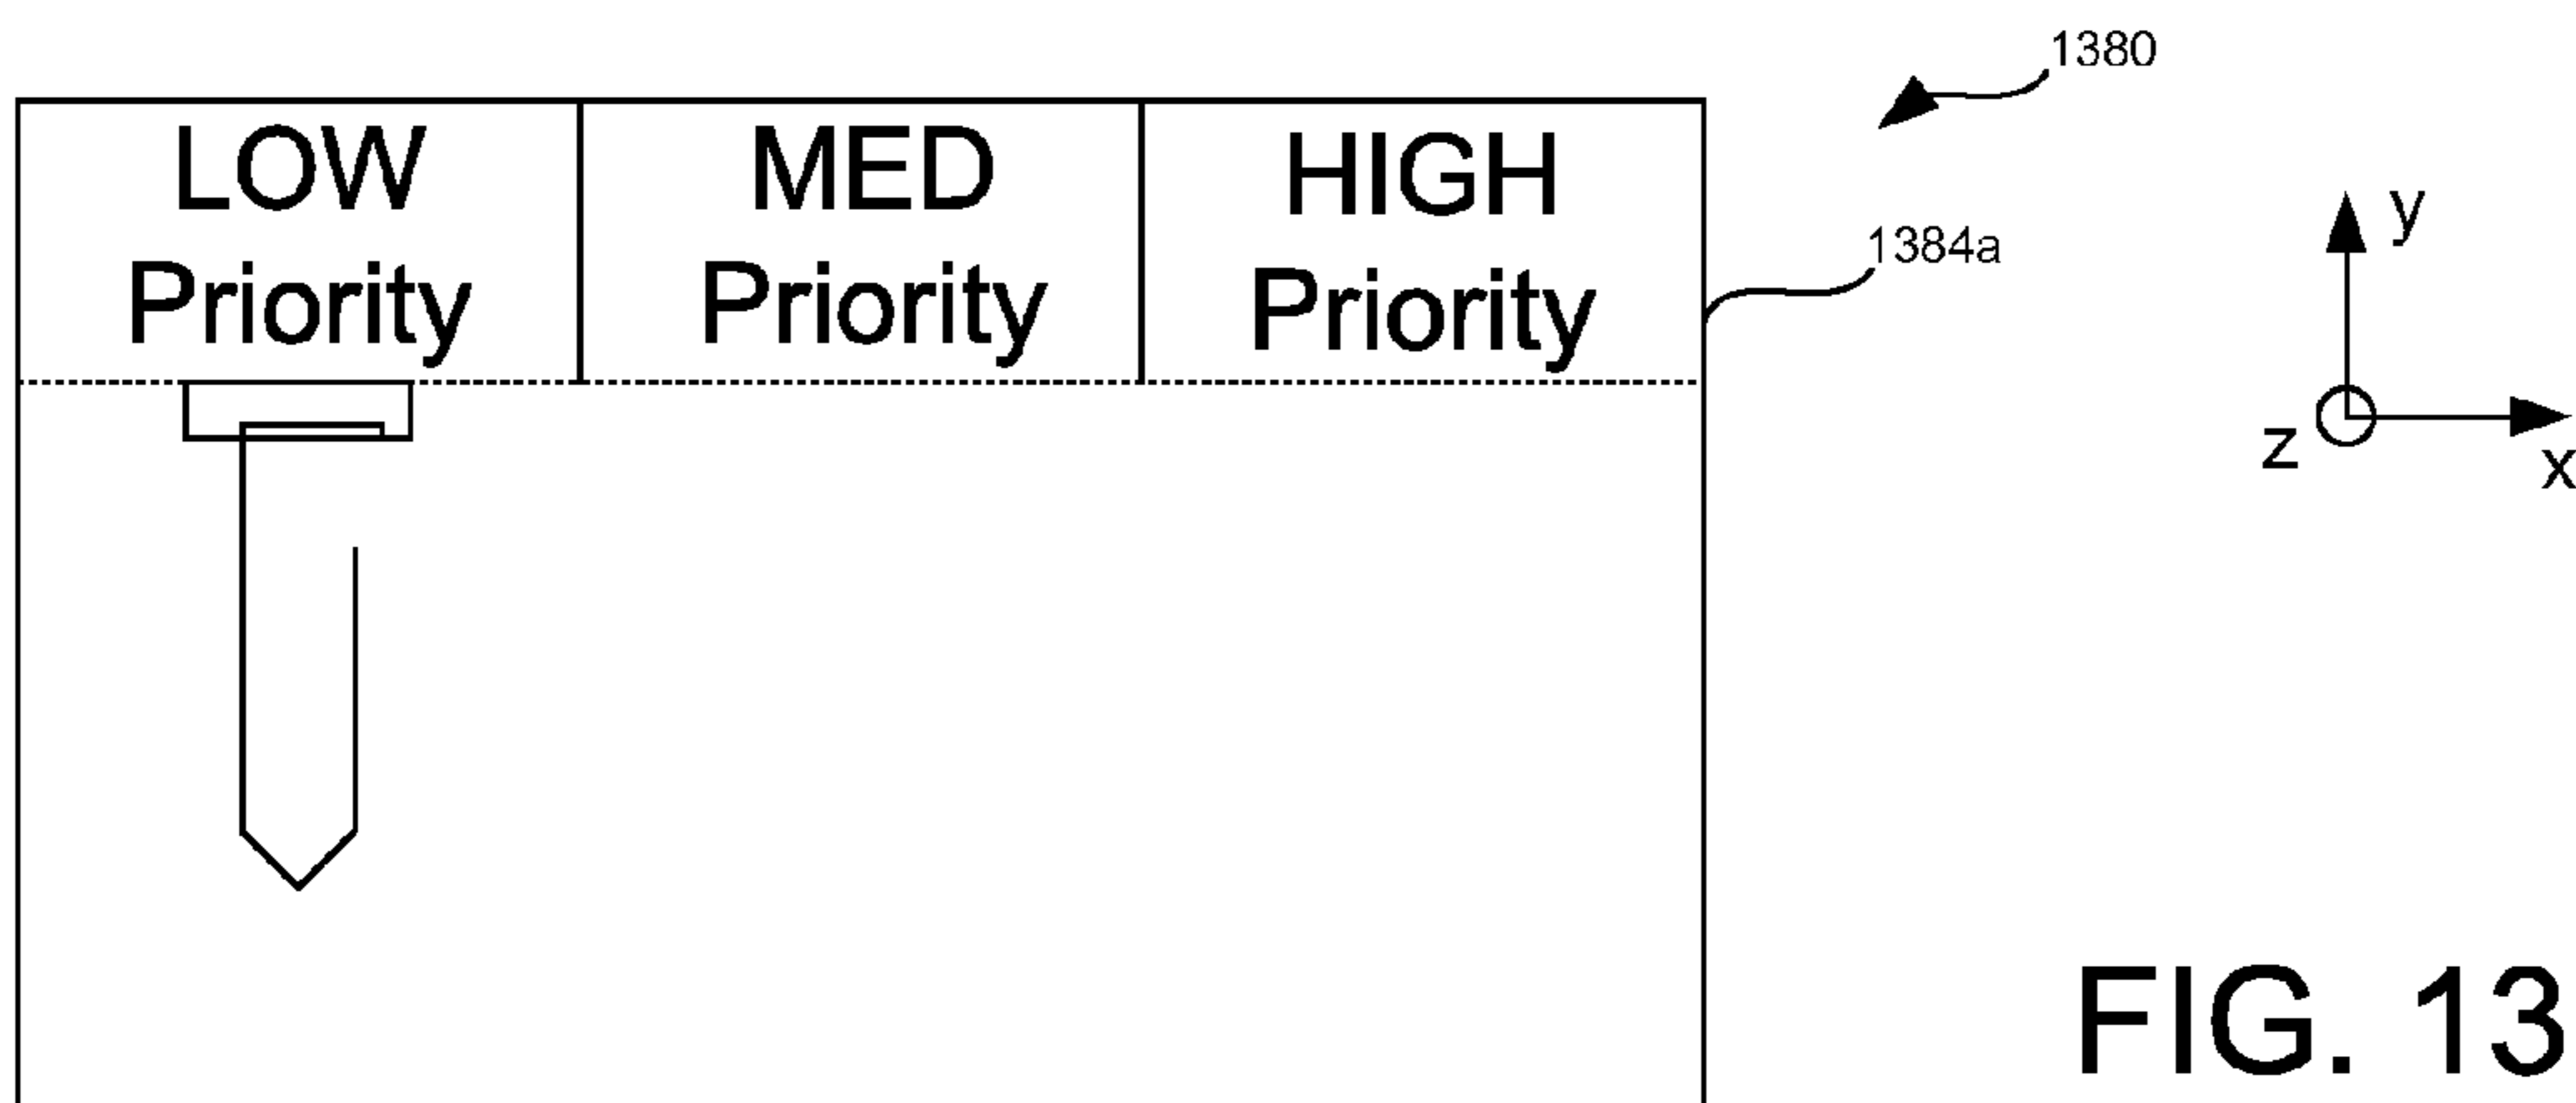 1380
LOW
Priority
MED
Priority
HIGH
Priority
1384a
y
z
x
FIG. 13